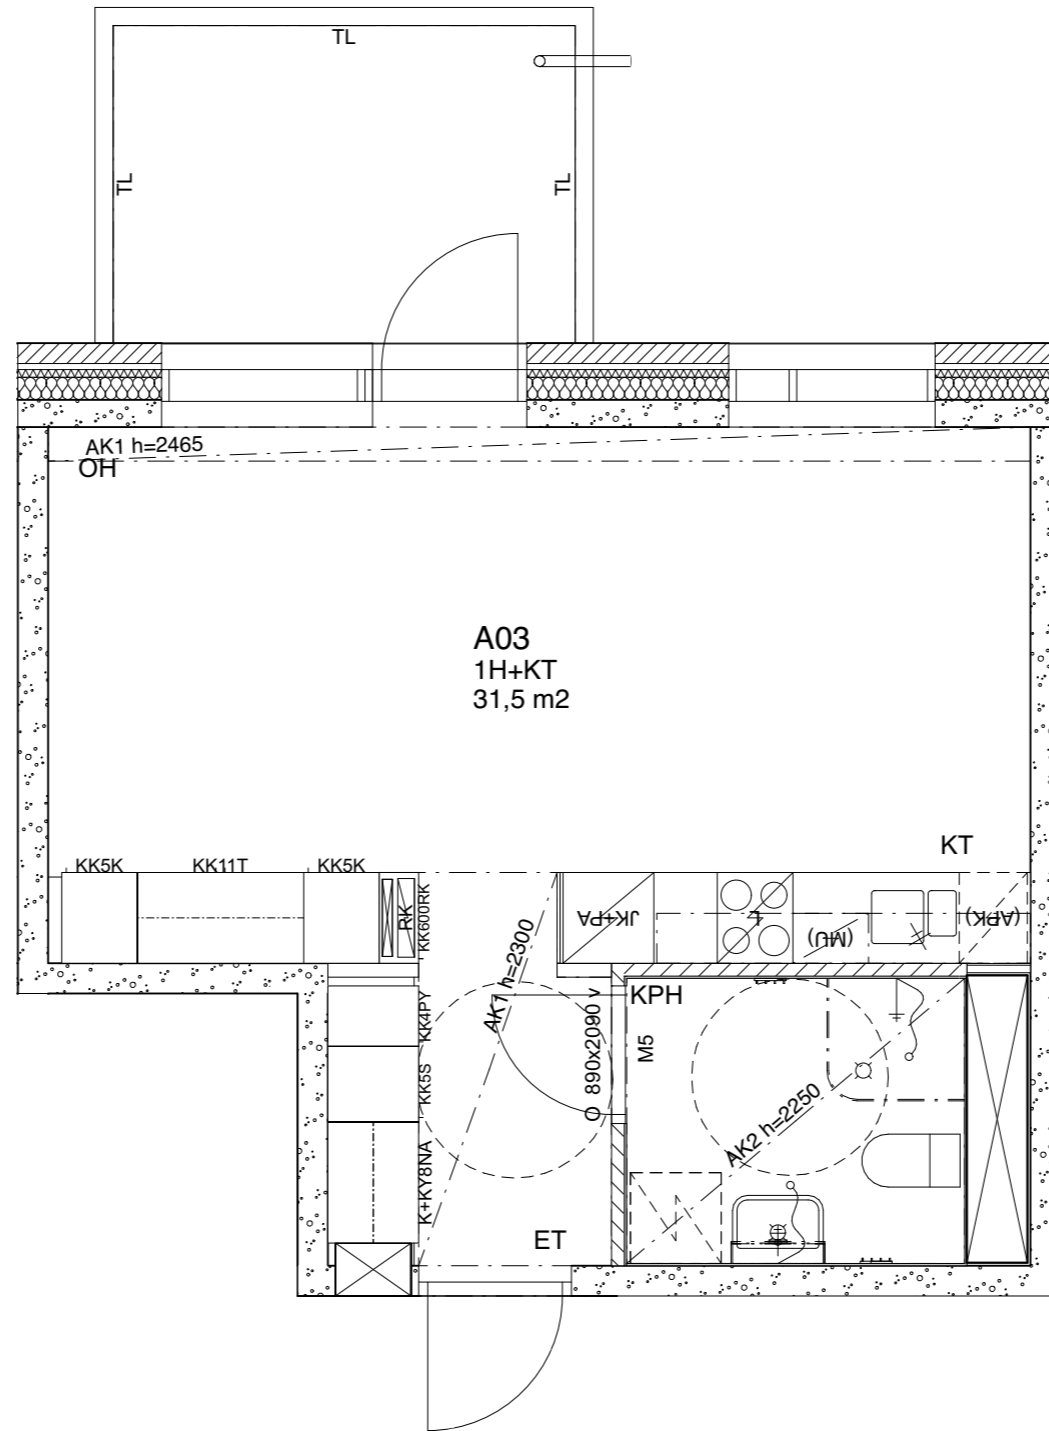 TL
TL
TL
AK1 h=2465
OH
A03
1H+KT
31,5 m2
KT
KK5K
KK11T
KK5K
RK
KK600RK
JK+PA
L
(MU)
(APK)
AK1 h=2300
KK4PY
KK5S
K+KY8NA
O 890x2090 v
KPH
M5
AK2 h=2250
ET